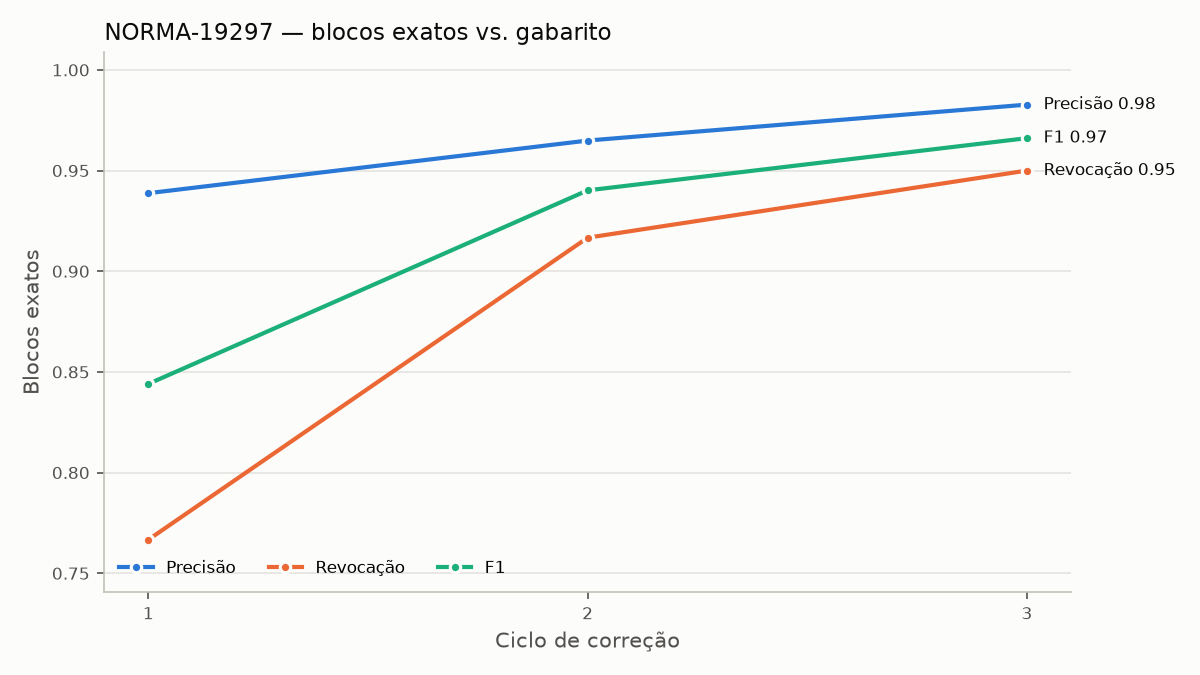 NORMA-19297 — blocos exatos vs. gabarito
Blocos exatos
1.00
0.95
0.90
0.85
0.80
0.75
Precisão 0.98
F1 0.97
Revocação 0.95
Precisão Revocação F1
1 2 3
Ciclo de correção